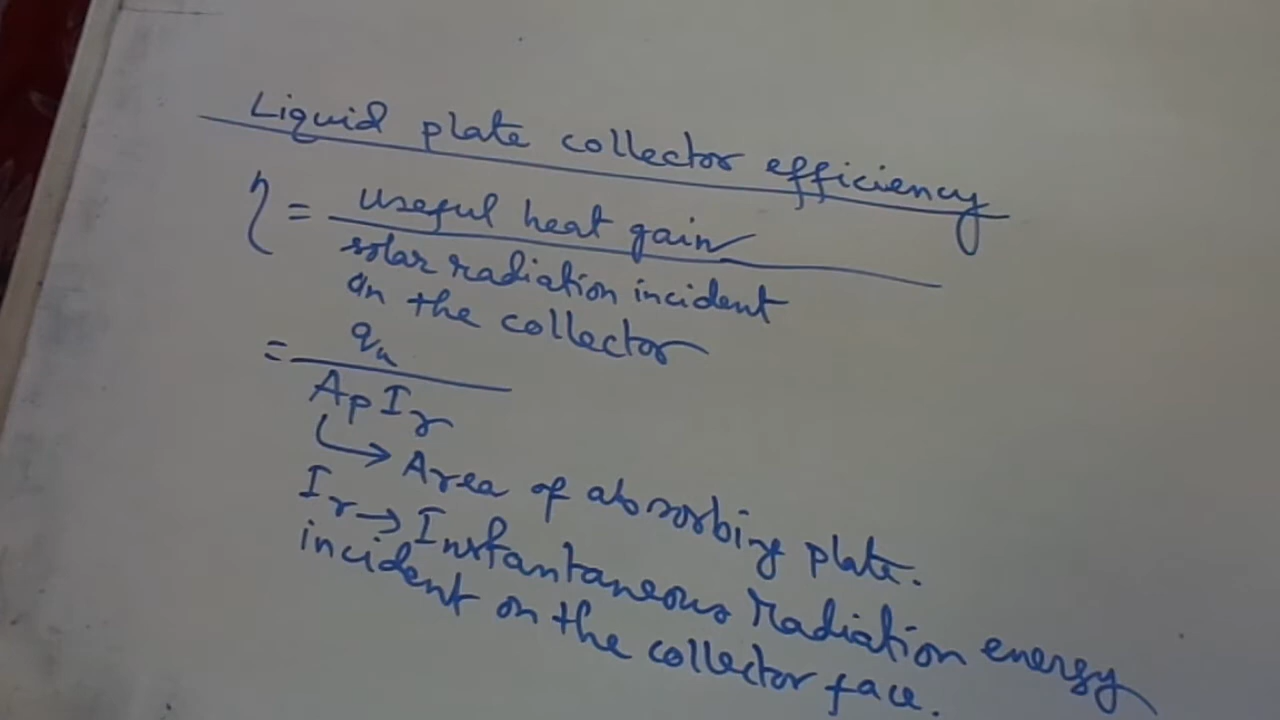 Liquid plate collector efficiency
η = useful heat gain
solar radiation incident
on the collector
= qu
Ap Ir
→ Area of absorbing plate.
Ir → Instantaneous radiation energy
incident on the collector face.